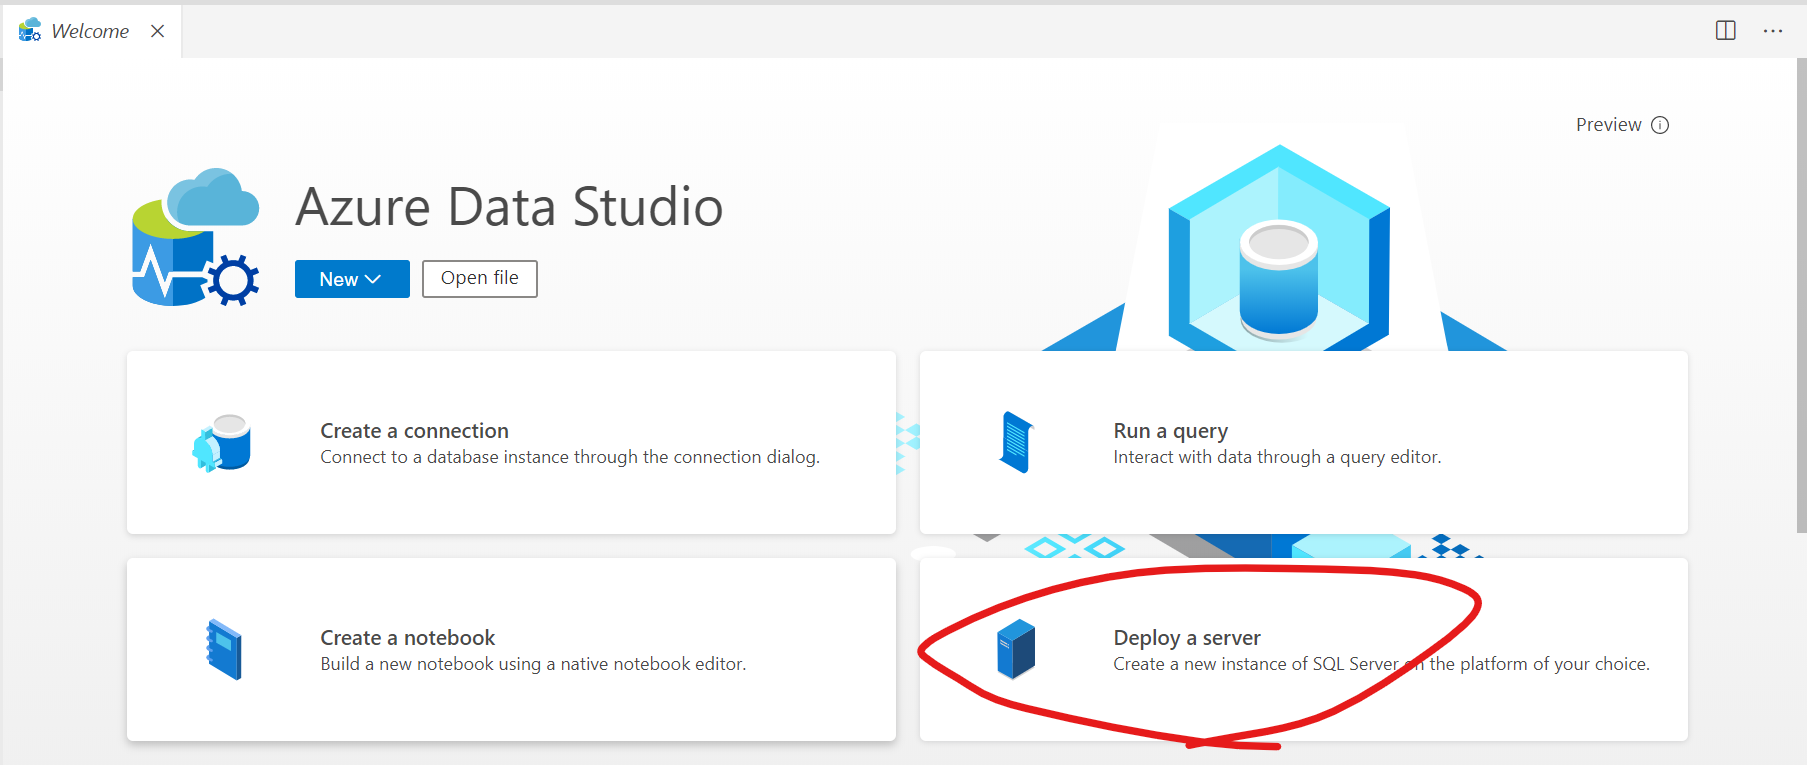 Welcome
Preview
Azure Data Studio
New
Open file
Create a connection
Connect to a database instance through the connection dialog.
Run a query
Interact with data through a query editor.
Create a notebook
Build a new notebook using a native notebook editor.
Deploy a server
Create a new instance of SQL Server on the platform of your choice.